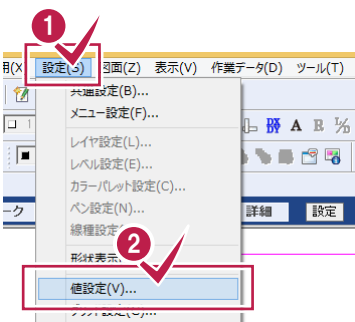 1
用(X) 設定(S) 図面(Z) 表示(V) 作業データ(D) ツール(T)
共通設定(B)...
メニュー設定(F)...
レイヤ設定(L)...
レベル設定(E)...
カラーパレット設定(C)...
ペン設定(N)...
線種設定
2
形状表示
値設定(V)...
A B
ーク
詳細 設定